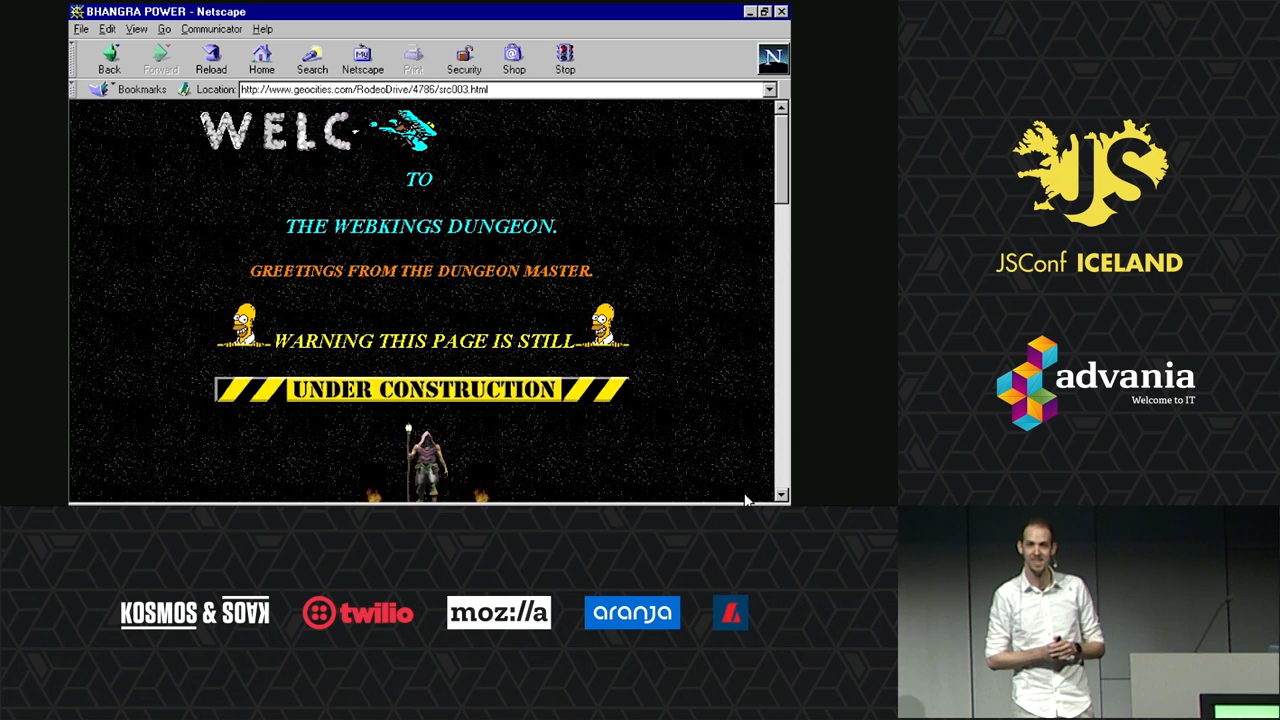 BHANGRA POWER - Netscape
File Edit View Go Communicator Help
Back Forward Reload Home Search Netscape Print Security Shop Stop
N
Bookmarks Location: http://www.geocities.com/RodeoDrive/4786/src003.html
WELC
TO
THE WEBKINGS DUNGEON.
GREETINGS FROM THE DUNGEON MASTER.
WARNING THIS PAGE IS STILL
UNDER CONSTRUCTION
JS
JSConf ICELAND
advania
Welcome to IT
KOSMOS & KAOS
twilio
moz://a
aranja